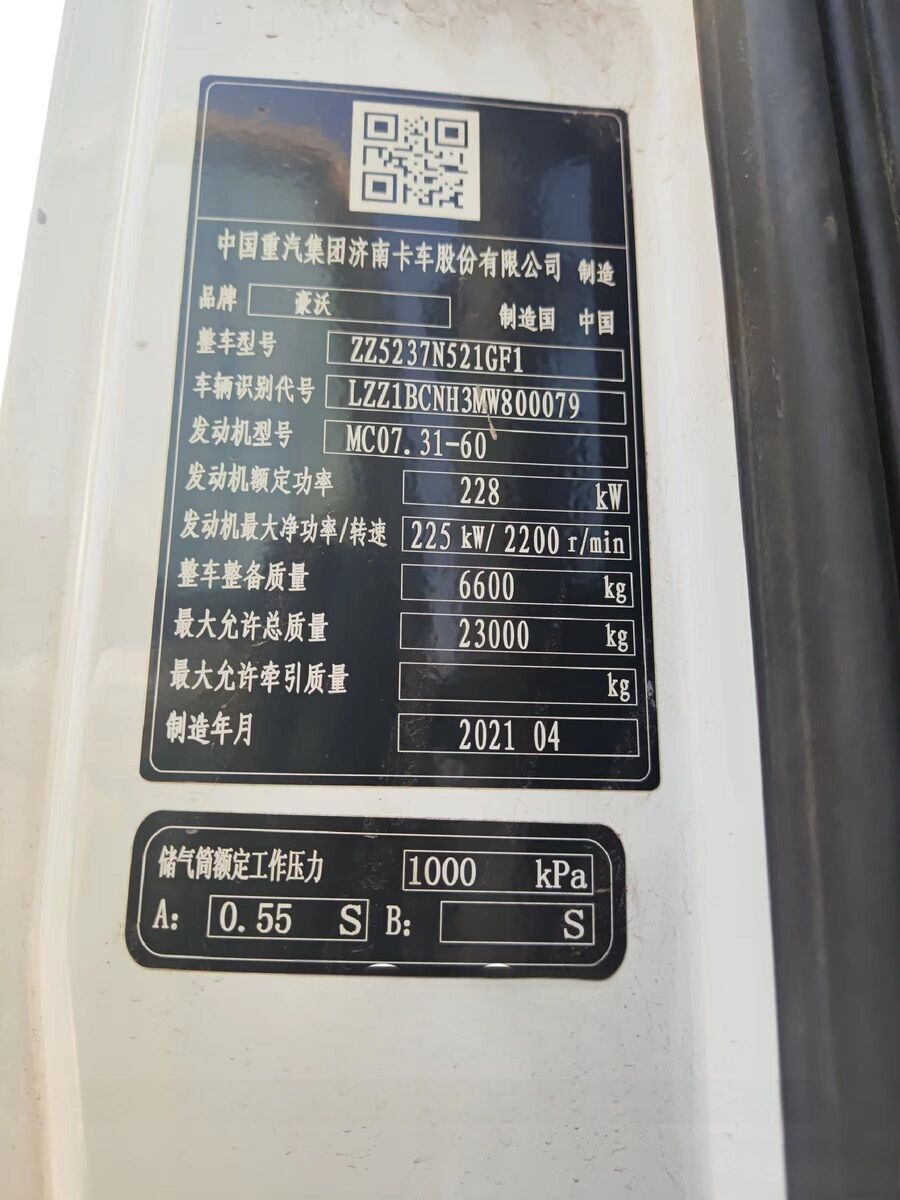 中国重汽集团济南卡车股份有限公司 制造
品牌 豪沃 制造国 中国
整车型号 ZZ5237N521GF1
车辆识别代号 LZZ1BCNH3MW800079
发动机型号 MC07.31-60
发动机额定功率 228 kW
发动机最大净功率/转速 225 kW/ 2200 r/min
整车整备质量 6600 kg
最大允许总质量 23000 kg
最大允许牵引质量 kg
制造年月 2021 04
储气筒额定工作压力 1000 kPa
A: 0.55 S B: S